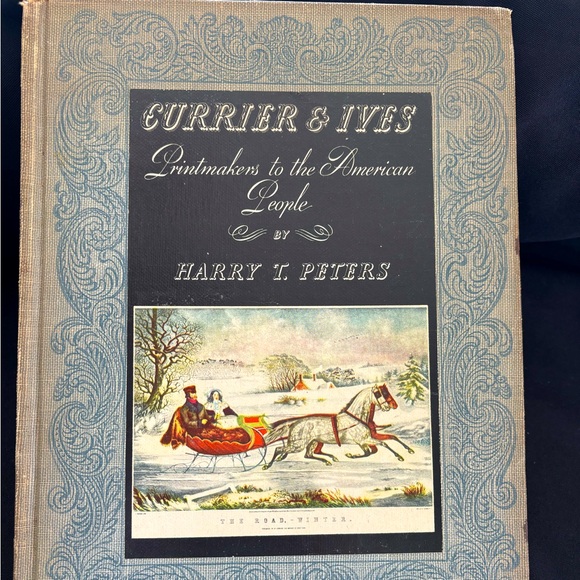 CURRIER & IVES
Printmakers to the American
People
BY
HARRY T. PETERS
THE ROAD, - WINTER.